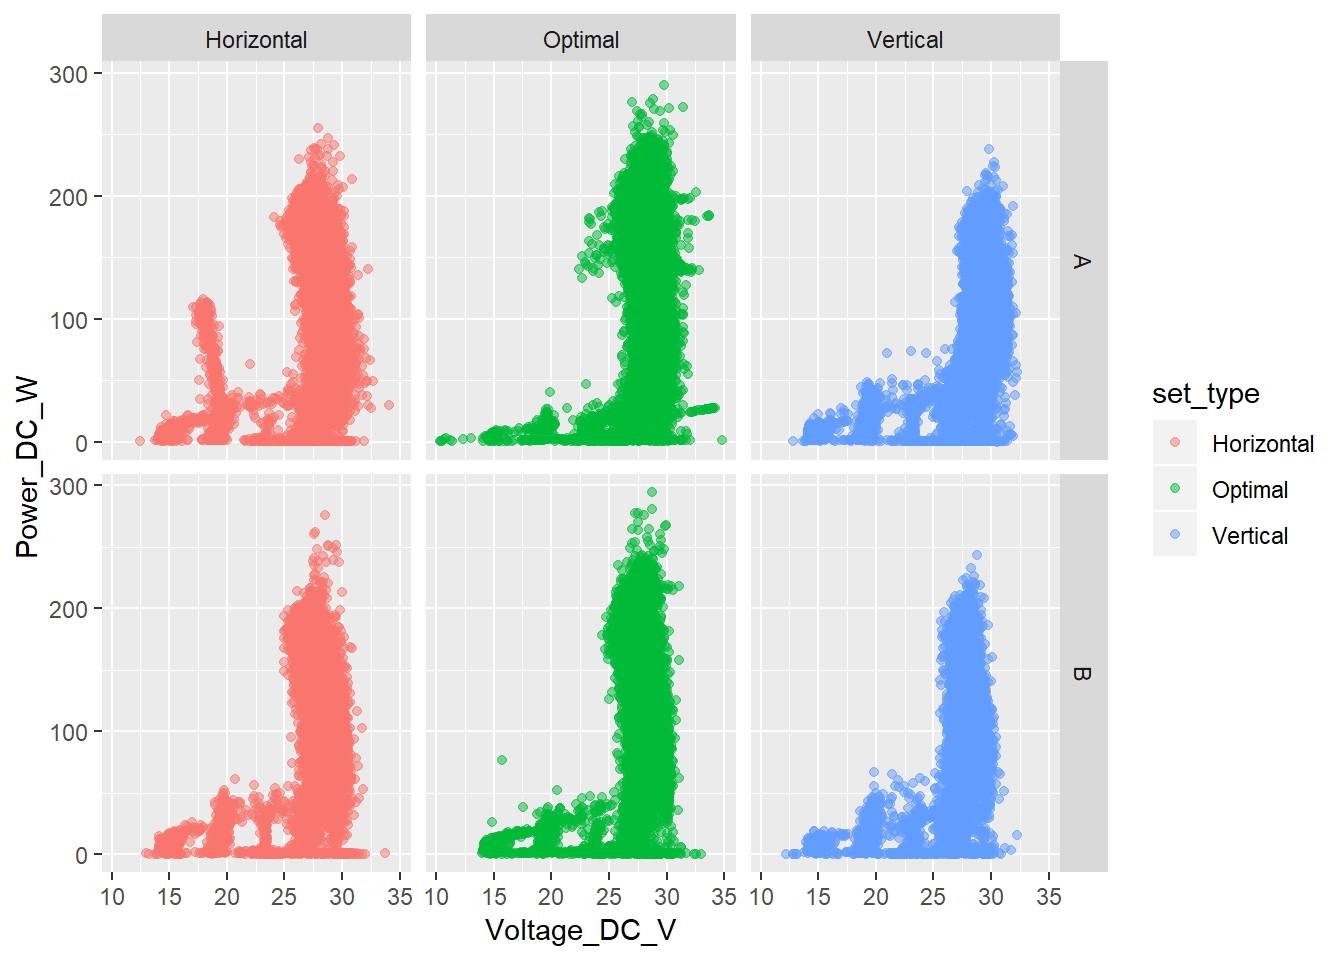 Horizontal Optimal Vertical
300
200
100
0
A
300
200
100
0
B
10 15 20 25 30 35 10 15 20 25 30 35 10 15 20 25 30 35
Voltage_DC_V
Power_DC_W
set_type
Horizontal
Optimal
Vertical